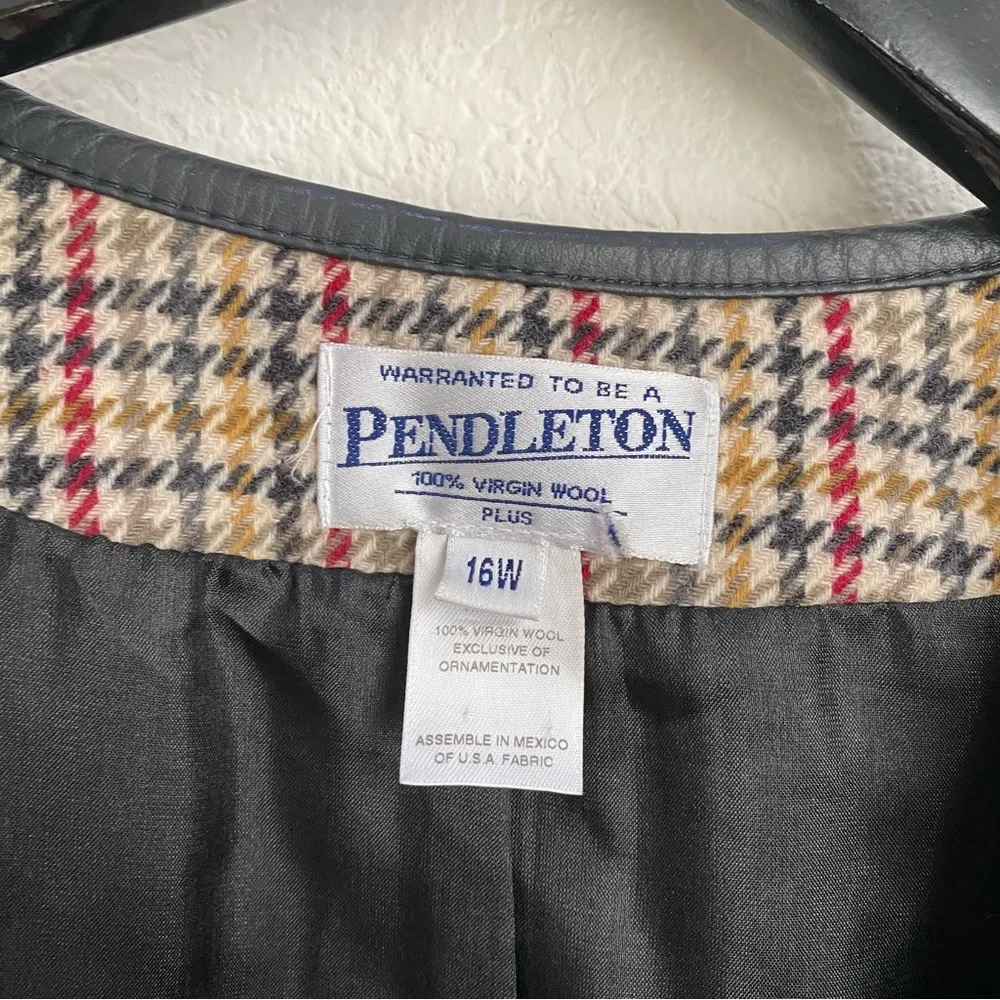 WARRANTED TO BE A
PENDLETON
100% VIRGIN WOOL
PLUS
16W
100% VIRGIN WOOL
EXCLUSIVE OF
ORNAMENTATION
ASSEMBLE IN MEXICO
OF U.S.A. FABRIC